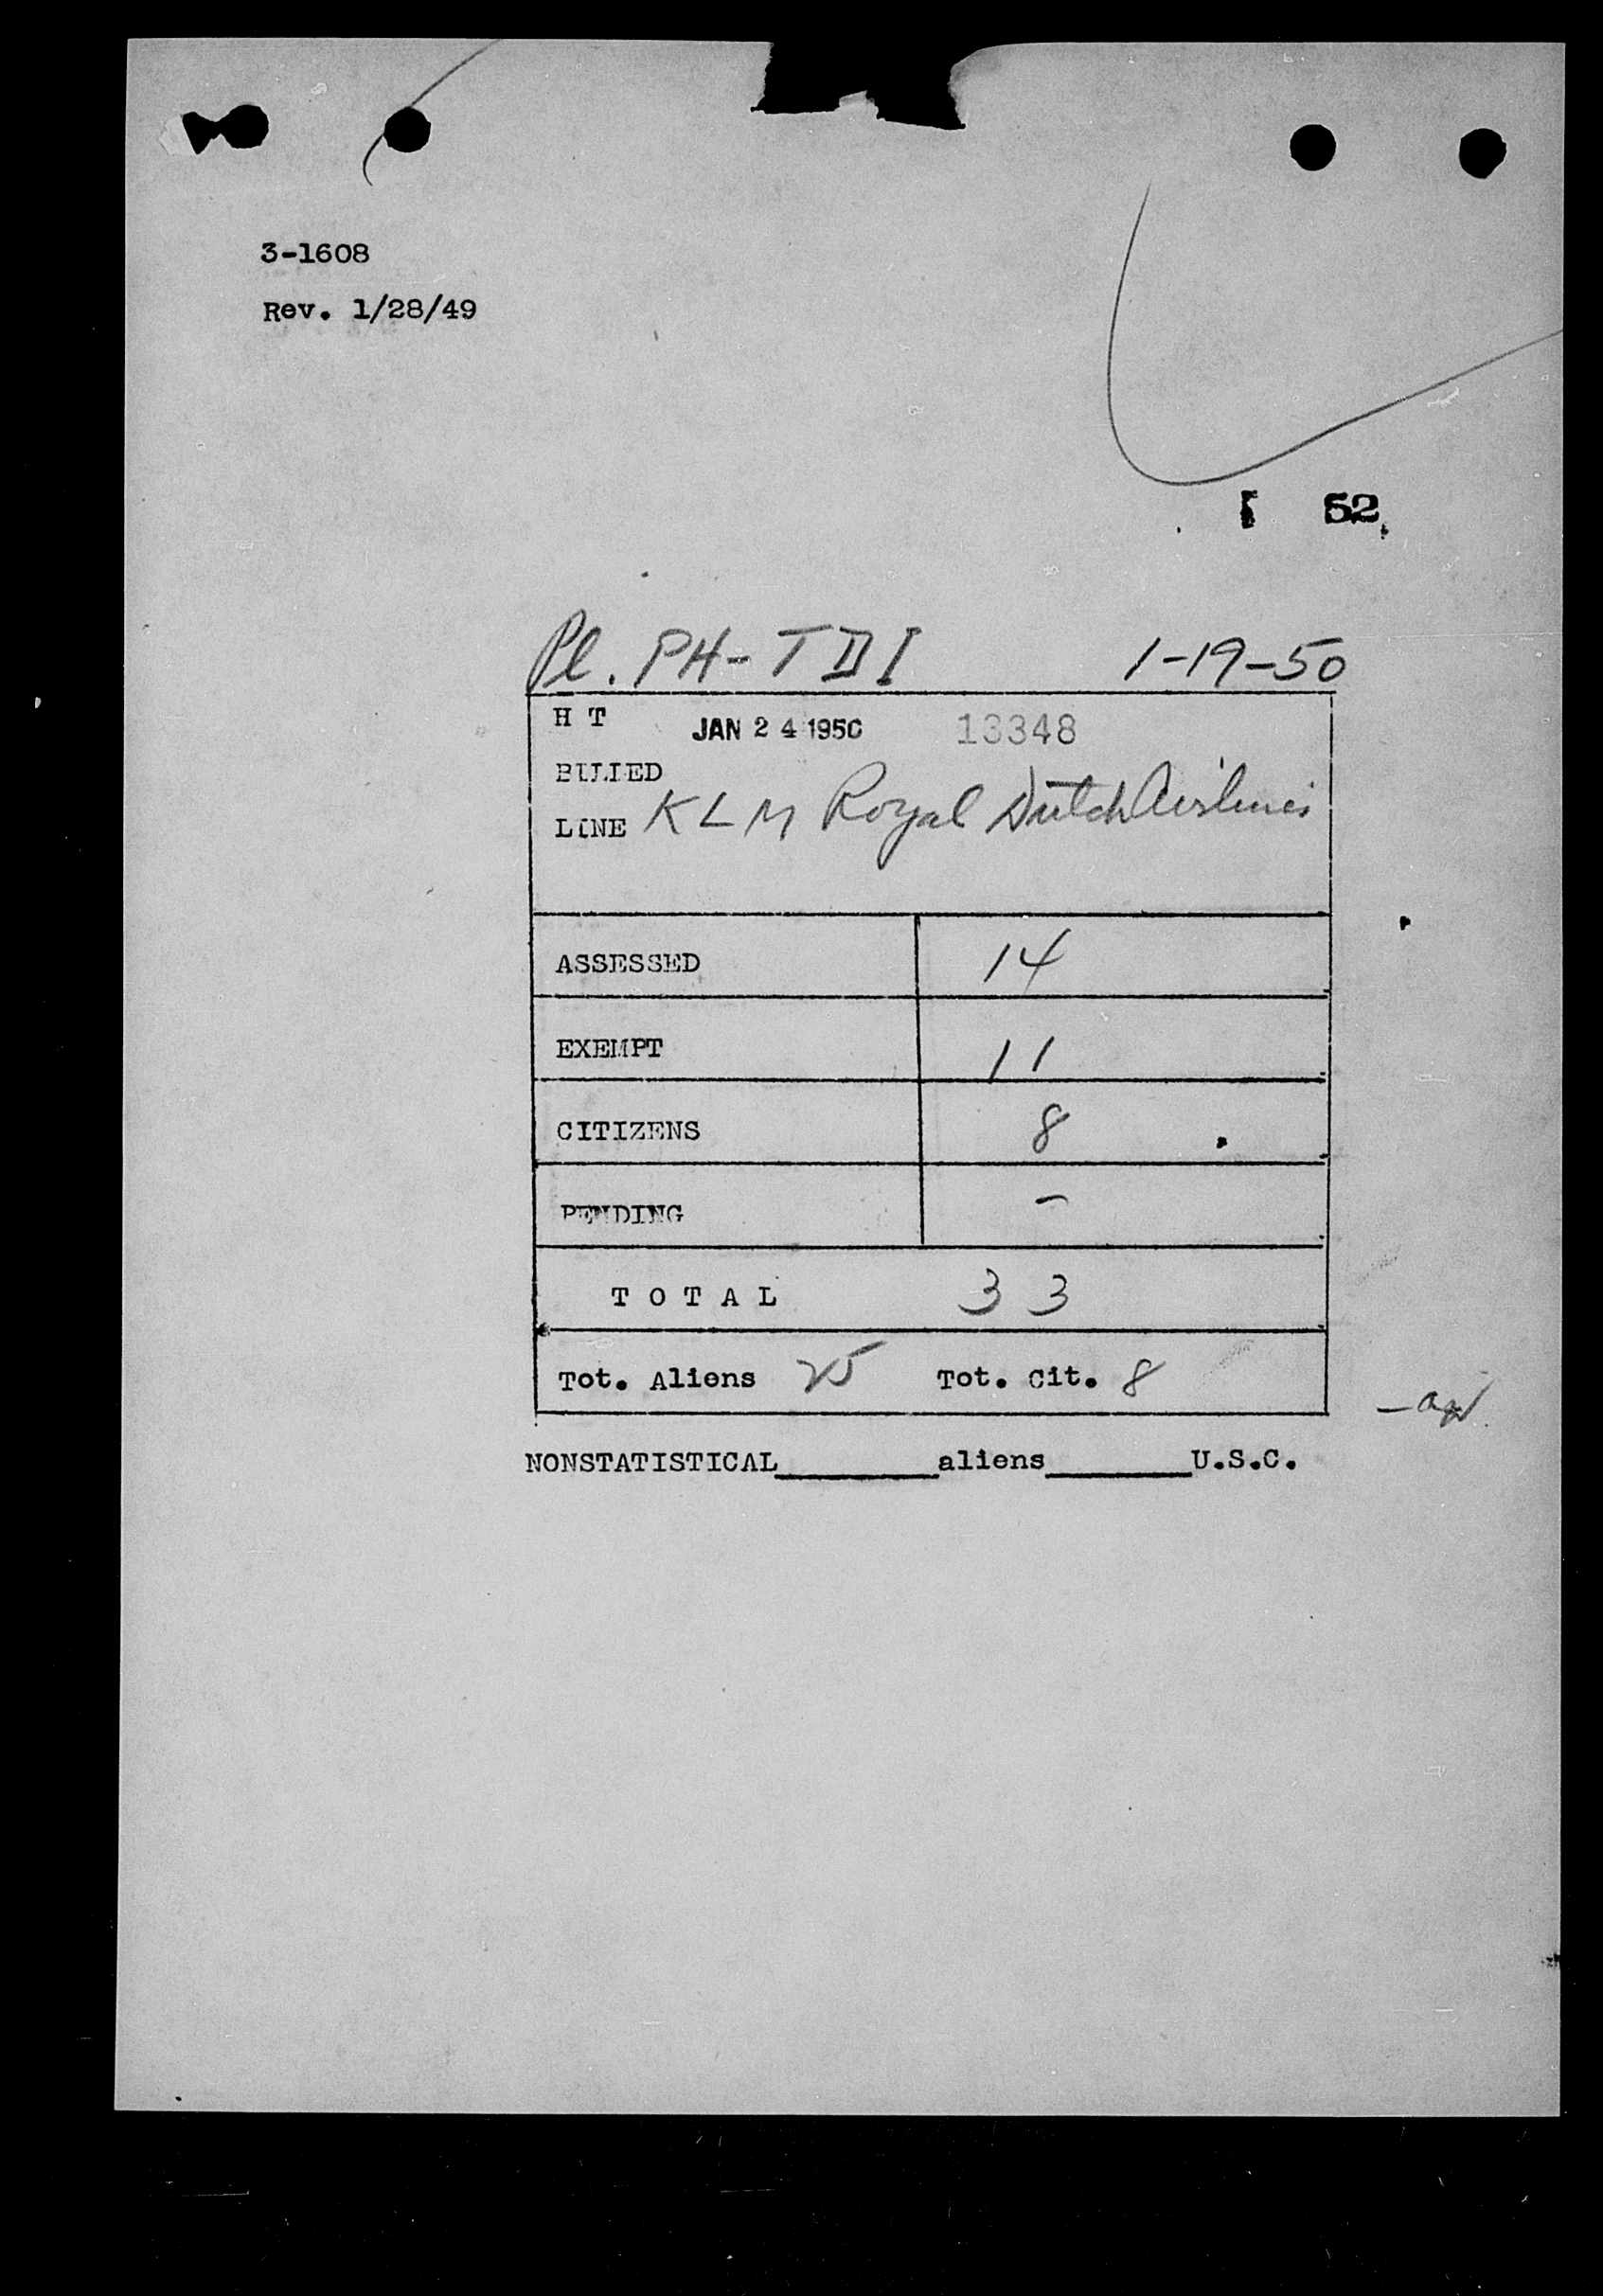 3-1608
Rev. 1/28/49
52
Pl. PH-TDI 1-19-50
H T JAN 24 1950 13348
BILLED
LINE KLM Royal Dutch Airlines
ASSESSED 14
EXEMPT 11
CITIZENS 8
PENDING -
TOTAL 33
Tot. Aliens 25 Tot. Cit. 8
NONSTATISTICAL________aliens________U.S.C.